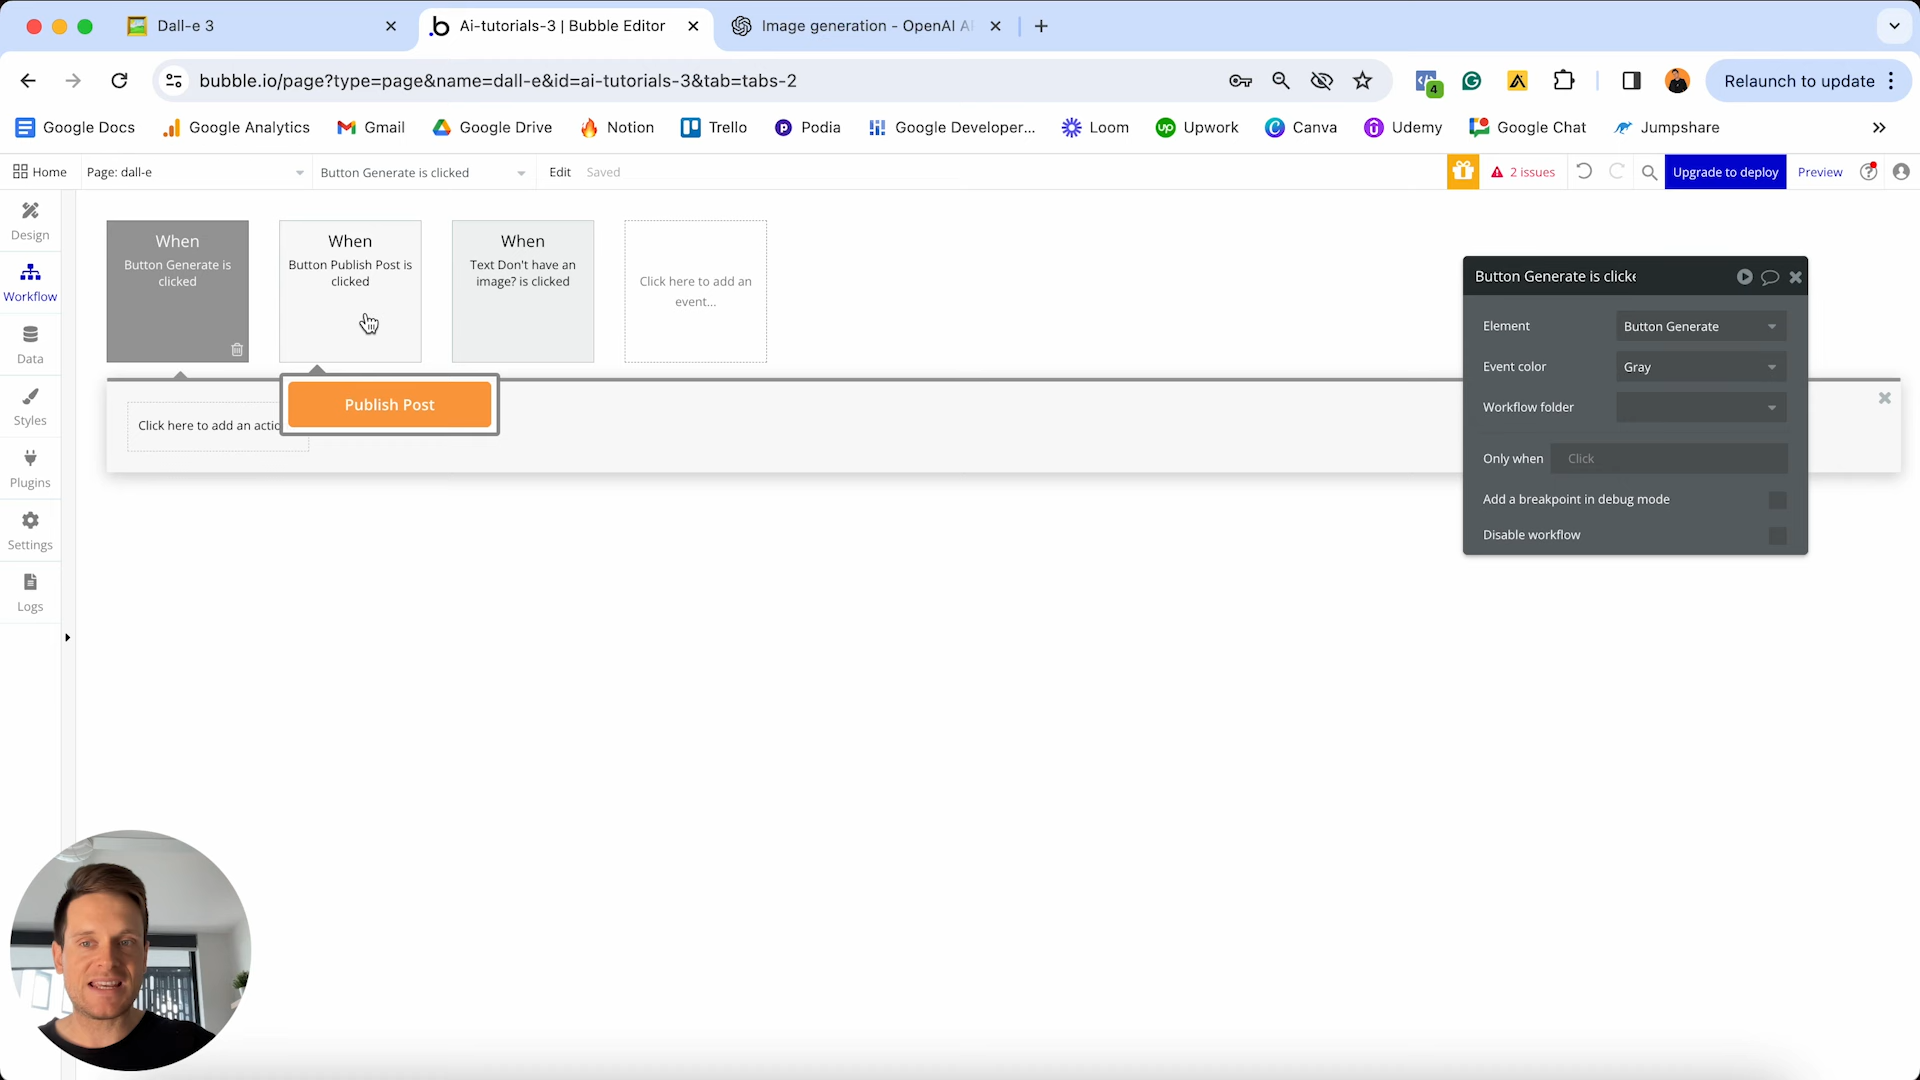 Dall-e 3
Ai-tutorials-3 | Bubble Editor
Image generation - OpenAI A
bubble.io/page?type=page&name=dall-e&id=ai-tutorials-3&tab=tabs-2
4
Relaunch to update
Google Docs
Google Analytics
Gmail
Google Drive
Notion
Trello
Podia
Google Developer...
Loom
Upwork
Canva
Udemy
Google Chat
Jumpshare
Home
Page: dall-e
Button Generate is clicked
Edit
Saved
2 issues
Upgrade to deploy
Preview
Design
Workflow
Data
Styles
Plugins
Settings
Logs
When
Button Generate is
clicked
When
Button Publish Post is
clicked
When
Text Don't have an
image? is clicked
Click here to add an
event...
Click here to add an actio
Publish Post
Button Generate is clicke
Element
Button Generate
Event color
Gray
Workflow folder
Only when
Click
Add a breakpoint in debug mode
Disable workflow